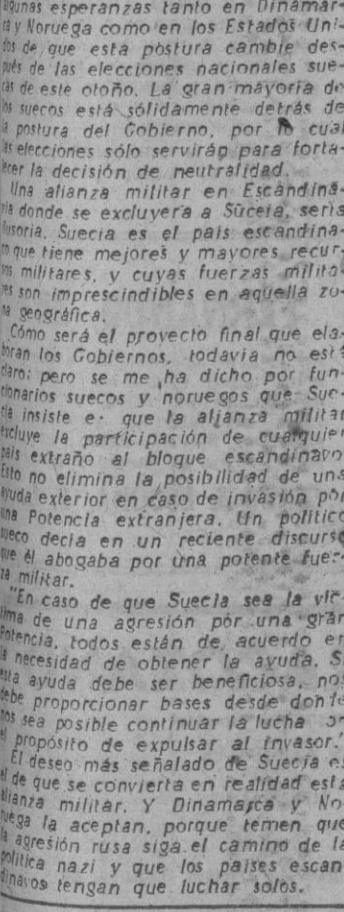 algunas esperanzas tanto en Dinamar-
ca y Noruega como en los Estados Uni-
dos de que esta postura cambie des-
pués de las elecciones nacionales sue-
cas de este otoño. La gran mayoría de
los suecos está sólidamente detrás de
la postura del Gobierno, por lo cual
las elecciones sólo servirán para forta-
lecer la decisión de neutralidad.
Una alianza militar en Escandina-
via donde se excluyera a Suceia, sería
ilusoria. Suecia es el país escandina-
vo que tiene mejores y mayores recur-
sos militares, y cuyas fuerzas milita-
res son imprescindibles en aquella zo-
na geográfica.
Cómo será el proyecto final que ela-
boran los Gobiernos, todavía no está
claro; pero se me ha dicho por fun-
cionarios suecos y noruegos que Sue-
cia insiste e· que la alianza militar
excluye la participación de cualquier
país extraño al bloque escandinavo
Esto no elimina la posibilidad de una
ayuda exterior en caso de invasión por
una Potencia extranjera. Un político
sueco decía en un reciente discurso
que él abogaba por una potente fuer-
za militar.
"En caso de que Suecia sea la víc-
tima de una agresión por una gran
Potencia, todos están de acuerdo en
la necesidad de obtener la ayuda. Si
esta ayuda debe ser beneficiosa, nos
debe proporcionar bases desde donde
nos sea posible continuar la lucha con
el propósito de expulsar al invasor."
El deseo más señalado de Suecia es
el de que se convierta en realidad esta
alianza militar. Y Dinamarca y No-
ruega la aceptan, porque temen que
la agresión rusa siga el camino de la
política nazi y que los países escan-
dinavos tengan que luchar solos.